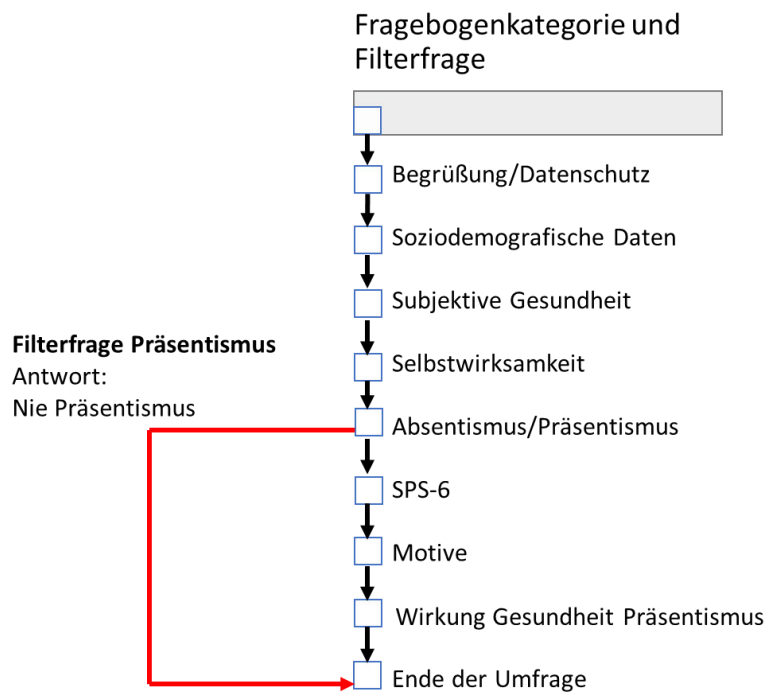 Fragebogenkategorie und
Filterfrage
Begrüßung/Datenschutz
Soziodemografische Daten
Subjektive Gesundheit
Filterfrage Präsentismus
Antwort:
Nie Präsentismus
Selbstwirksamkeit
Absentismus/Präsentismus
SPS-6
Motive
Wirkung Gesundheit Präsentismus
Ende der Umfrage